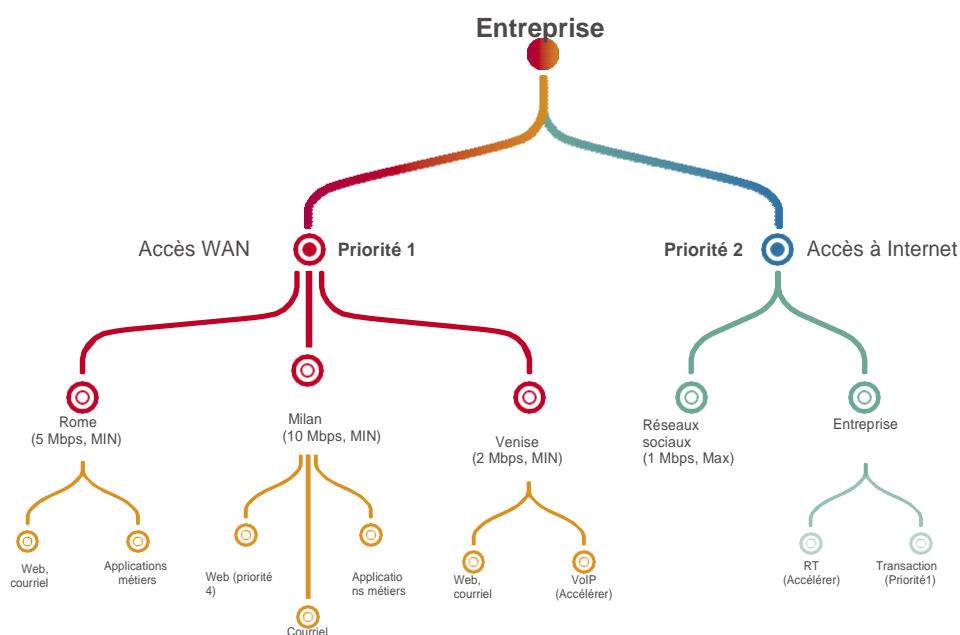 Entreprise
Accès WAN
Priorité 1
Priorité 2
Accès à Internet
Rome
(5 Mbps, MIN)
Milan
(10 Mbps, MIN)
Venise
(2 Mbps, MIN)
Réseaux
sociaux
(1 Mbps, Max)
Entreprise
Web,
courriel
Applications
métiers
Web (priorité
4)
Courriel
Applicatio
ns métiers
Web,
courriel
VoIP
(Accélérer)
RT
(Accélérer)
Transaction
(Priorité1)